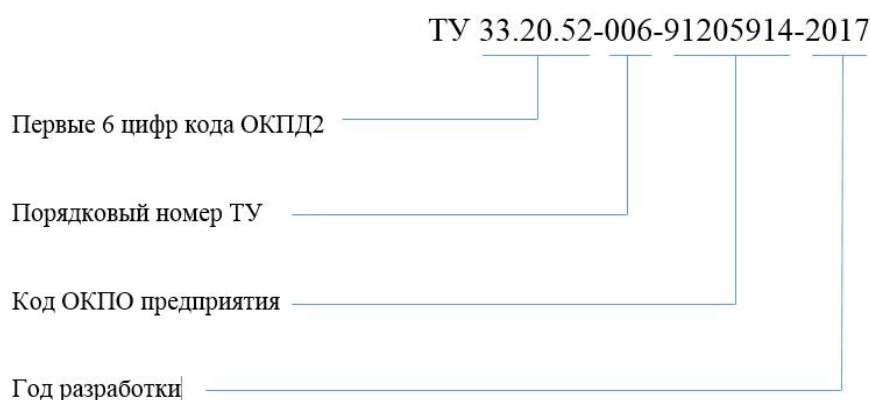 ТУ 33.20.52-006-91205914-2017
Первые 6 цифр кода ОКПД2
Порядковый номер ТУ
Код ОКПО предприятия
Год разработки